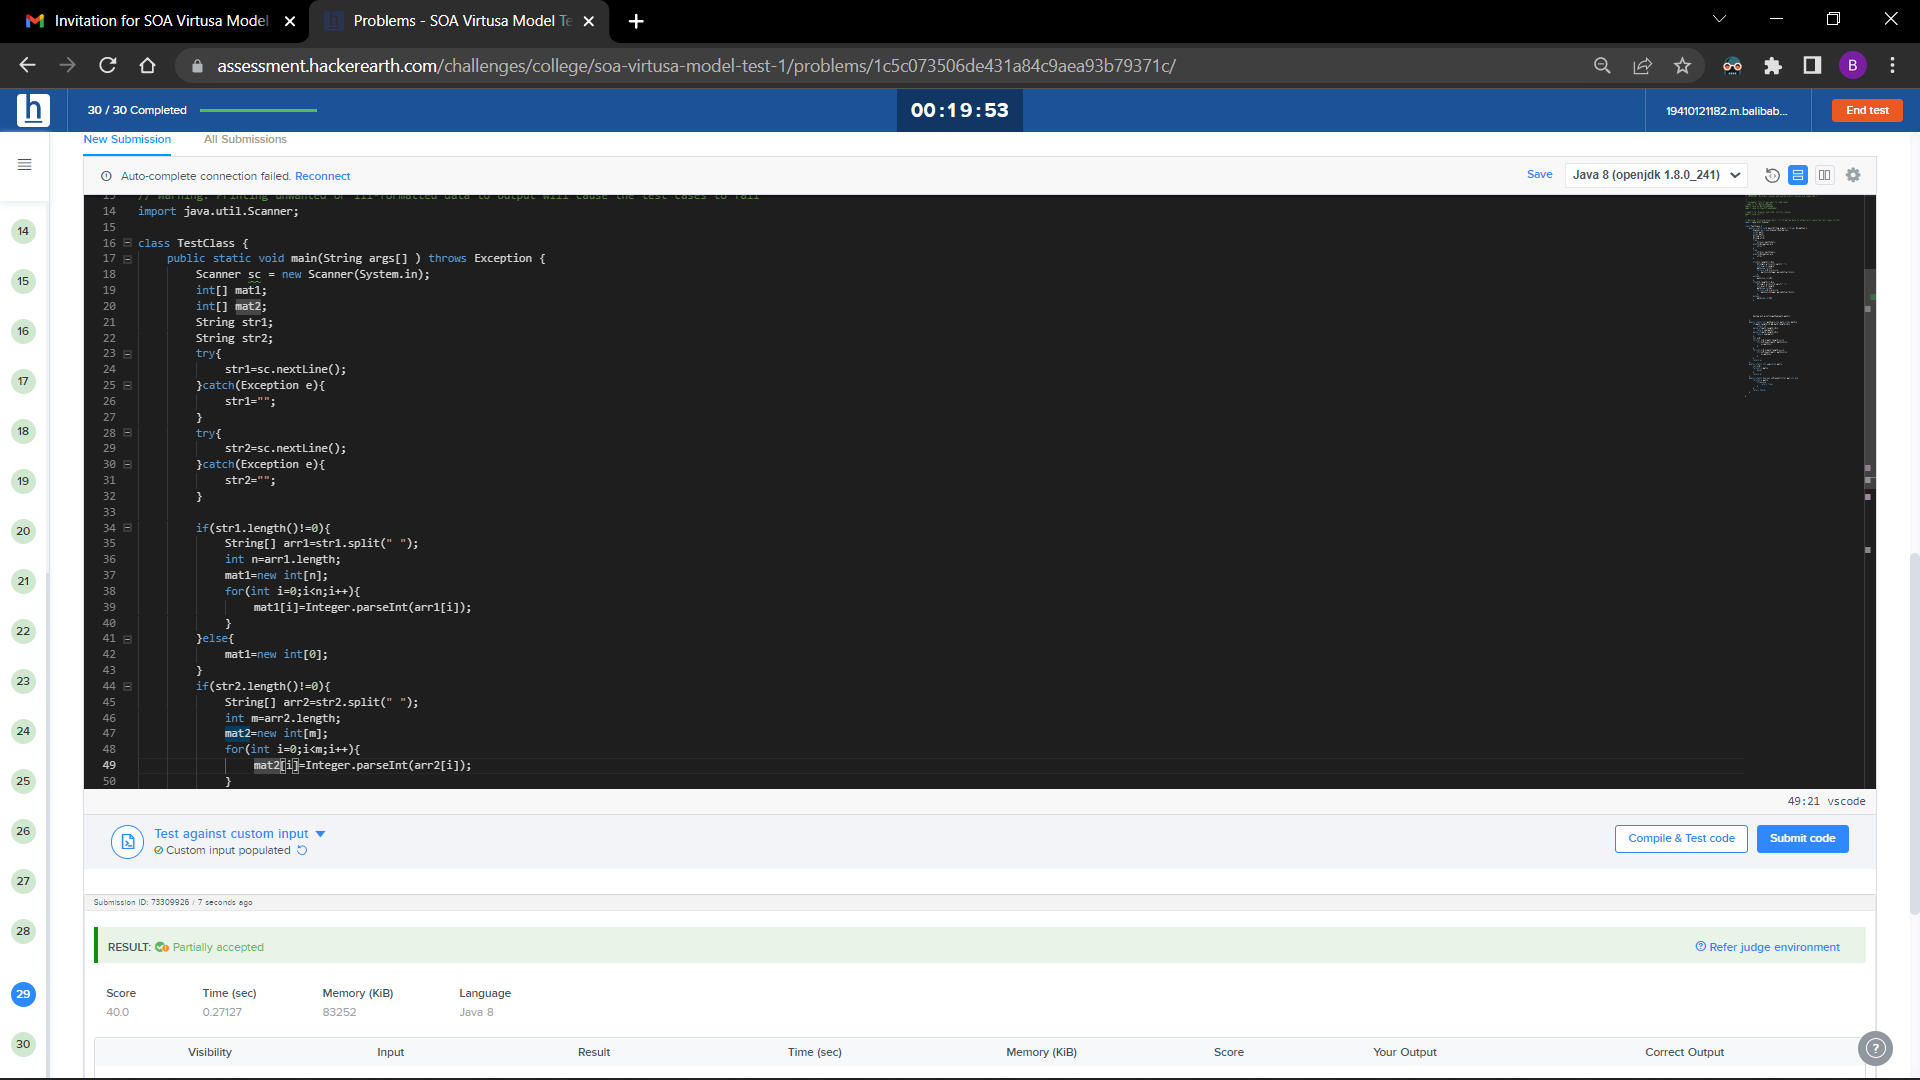 Invitation for SOA Virtusa Model
Problems - SOA Virtusa Model Te
assessment.hackerearth.com/challenges/college/soa-virtusa-model-test-1/problems/1c5c073506de431a84c9aea93b79371c/
B
h
30 / 30 Completed
00:19:53
19410121182.m.balibab...
End test
New Submission
All Submissions
Auto-complete connection failed. Reconnect
Save
Java 8 (openjdk 1.8.0_241)
13 // Warning: Printing unwanted or ill-formatted data to output will cause the test cases to fail
14 import java.util.Scanner;
15
16 class TestClass {
17 public static void main(String args[] ) throws Exception {
18 Scanner sc = new Scanner(System.in);
19 int[] mat1;
20 int[] mat2;
21 String str1;
22 String str2;
23 try{
24 str1=sc.nextLine();
25 }catch(Exception e){
26 str1="";
27 }
28 try{
29 str2=sc.nextLine();
30 }catch(Exception e){
31 str2="";
32 }
33
34 if(str1.length()!=0){
35 String[] arr1=str1.split(" ");
36 int n=arr1.length;
37 mat1=new int[n];
38 for(int i=0;i<n;i++){
39 mat1[i]=Integer.parseInt(arr1[i]);
40 }
41 }else{
42 mat1=new int[0];
43 }
44 if(str2.length()!=0){
45 String[] arr2=str2.split(" ");
46 int m=arr2.length;
47 mat2=new int[m];
48 for(int i=0;i<m;i++){
49 mat2[i]=Integer.parseInt(arr2[i]);
50 }
14
15
16
17
18
19
20
21
22
23
24
25
26
27
28
29
30
49:21 vscode
Test against custom input
Custom input populated
Compile & Test code
Submit code
Submission ID: 73309926 / 7 seconds ago
RESULT: Partially accepted
Refer judge environment
Score Time (sec) Memory (KiB) Language
40.0 0.27127 83252 Java 8
Visibility Input Result Time (sec) Memory (KiB) Score Your Output Correct Output
?